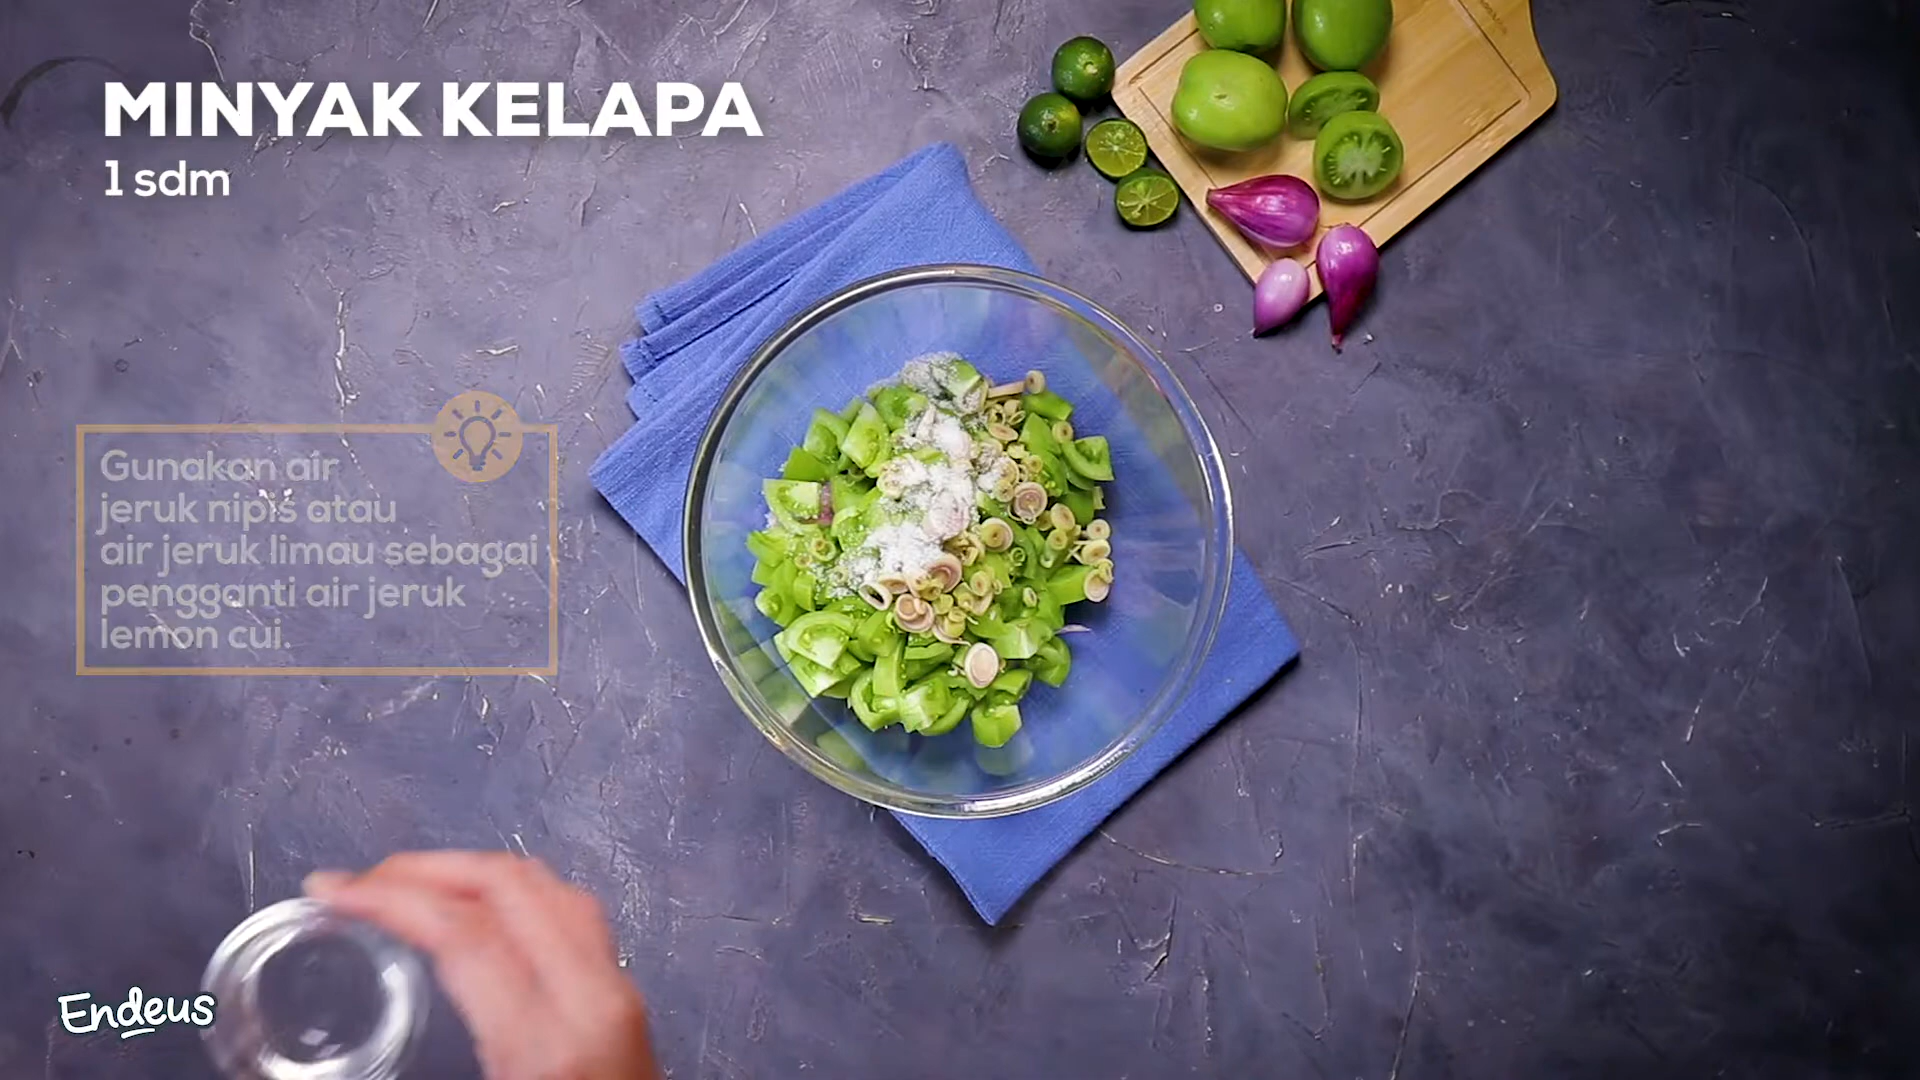 MINYAK KELAPA
1 sdm
Gunakan air
jeruk nipis atau
air jeruk limau sebagai
pengganti air jeruk
lemon cui.
Endeus